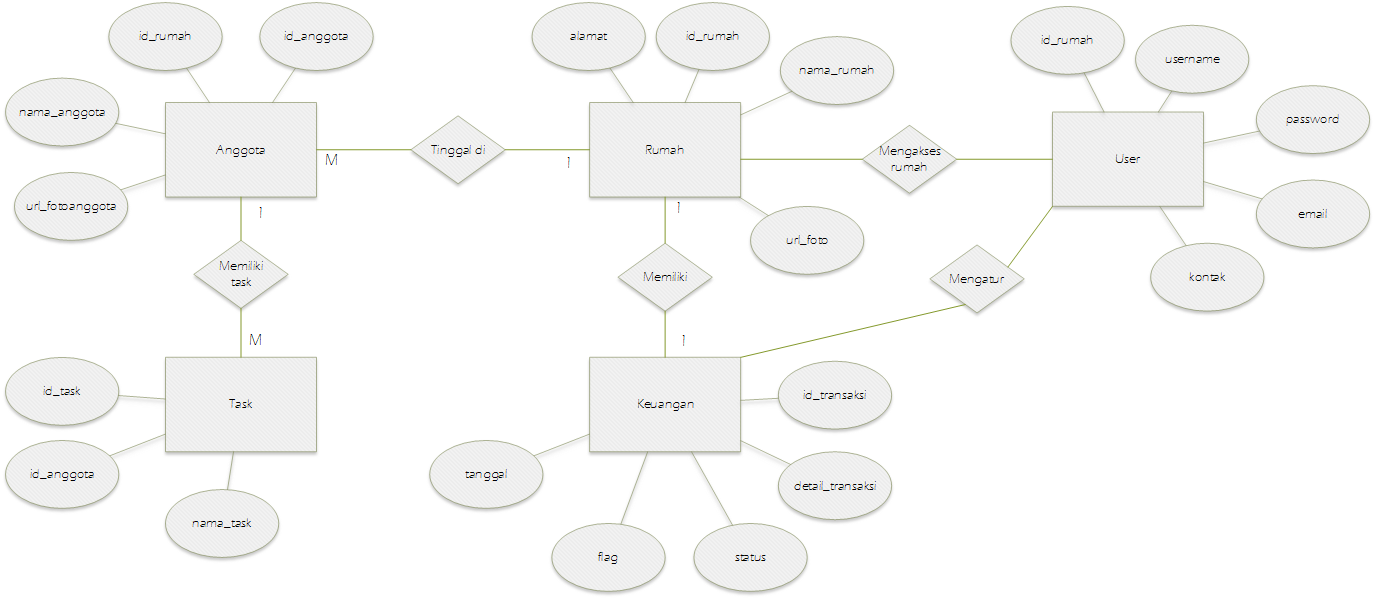 id_rumah
id_anggota
alamat
id_rumah
nama_rumah
id_rumah
username
nama_anggota
password
Anggota
M
Tinggal di
1
Rumah
Mengakses
rumah
User
url_fotoanggota
1
1
url_foto
email
Memiliki
task
Memiliki
Mengatur
kontak
M
1
id_task
Task
Keuangan
id_transaksi
id_anggota
tanggal
detail_transaksi
nama_task
flag
status